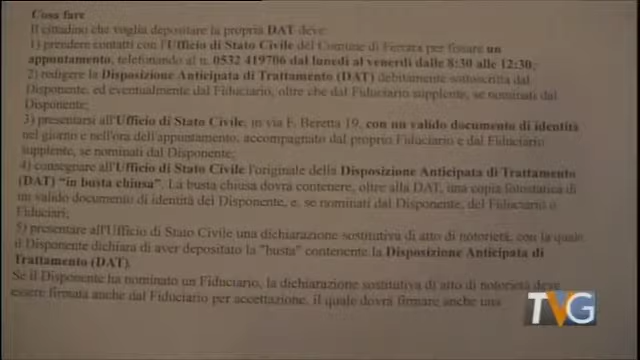 Cosa fare
Il cittadino che voglia depositare la propria DAT deve:
1) prendere contatti con l'Ufficio di Stato Civile del Comune di Ferrara per fissare un
appuntamento, telefonando al n. 0532 419706 dal lunedì al venerdì dalle 8:30 alle 12:30;
2) redigere la Disposizione Anticipata di Trattamento (DAT) debitamente sottoscritta dal
Disponente, ed eventualmente dal Fiduciario, oltre che dal Fiduciario supplente, se nominati dal
Disponente;
3) presentarsi all'Ufficio di Stato Civile, in via F. Beretta 19, con un valido documento di identità
nel giorno e nell'ora dell'appuntamento, accompagnato dal proprio Fiduciario e dal Fiduciario
supplente, se nominati dal Disponente;
4) consegnare all'Ufficio di Stato Civile l'originale della Disposizione Anticipata di Trattamento
(DAT) "in busta chiusa". La busta chiusa dovrà contenere, oltre alla DAT, una copia fotostatica di
un valido documento di identità del Disponente, e, se nominati dal Disponente, del Fiduciario o
Fiduciari;
5) presentare all'Ufficio di Stato Civile una dichiarazione sostitutiva di atto di notorietà, con la quale
il Disponente dichiara di aver depositato la "busta" contenente la Disposizione Anticipata di
Trattamento (DAT).
Se il Disponente ha nominato un Fiduciario, la dichiarazione sostitutiva di atto di notorietà deve
essere firmata anche dal Fiduciario per accettazione, il quale dovrà firmare anche una
TVG